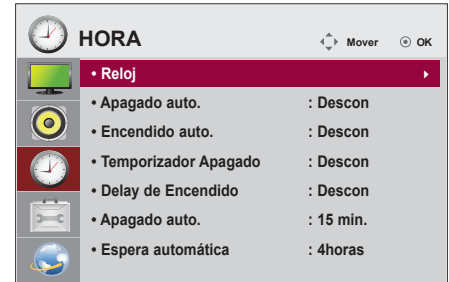 HORA Mover OK
• Reloj
• Apagado auto. : Descon
• Encendido auto. : Descon
• Temporizador Apagado : Descon
• Delay de Encendido : Descon
• Apagado auto. : 15 min.
• Espera automática : 4horas